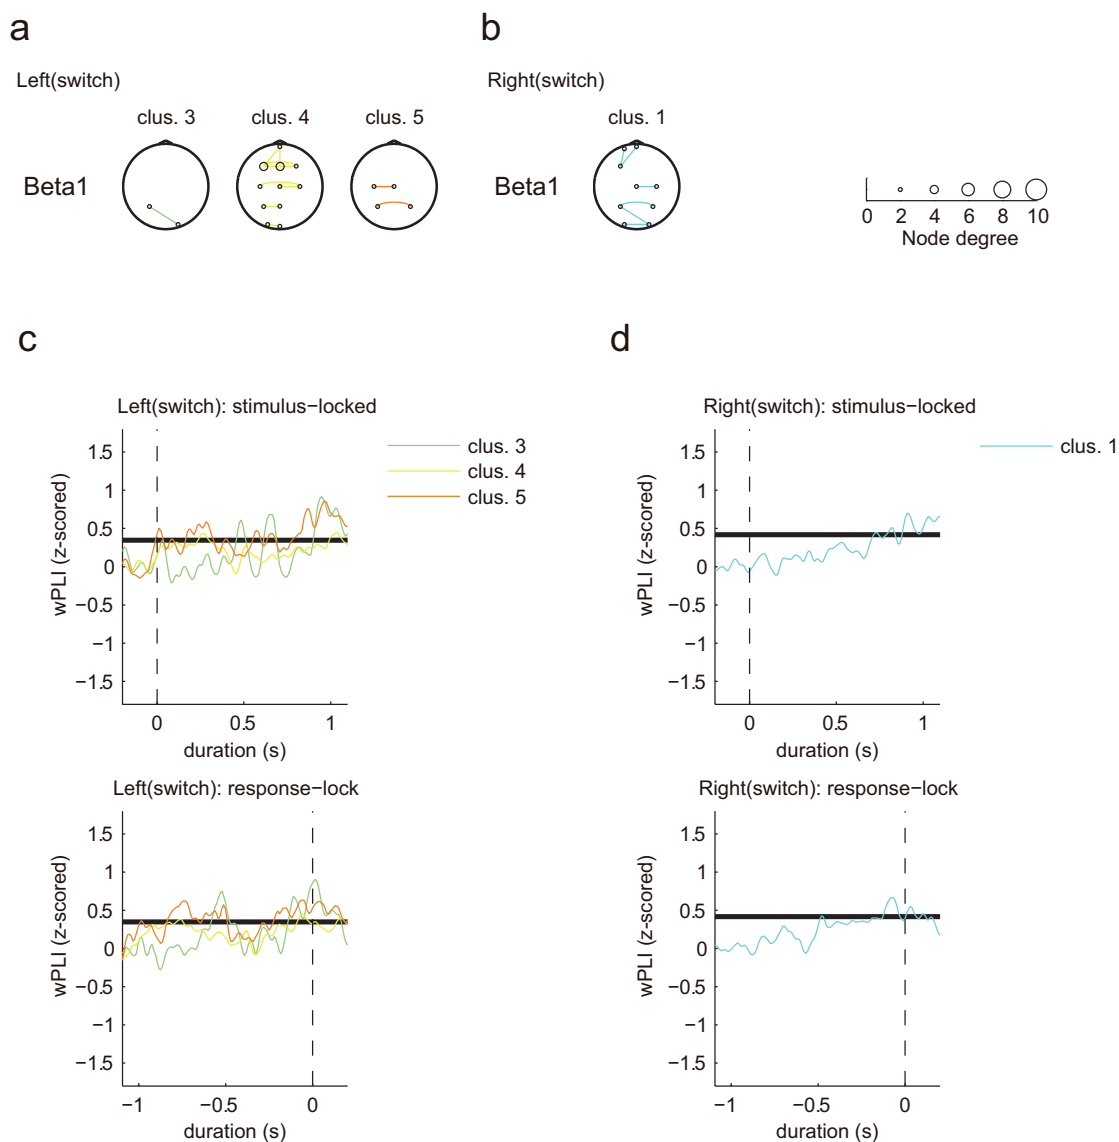 a
Left(switch)
clus. 3 clus. 4 clus. 5
Beta1
b
Right(switch)
clus. 1
Beta1
0 2 4 6 8 10
Node degree
c
Left(switch): stimulus−locked
clus. 3
clus. 4
clus. 5
wPLI (z-scored)
1.5
1
0.5
0
−0.5
−1
−1.5
0 0.5 1
duration (s)
Left(switch): response−lock
wPLI (z-scored)
1.5
1
0.5
0
−0.5
−1
−1.5
−1 −0.5 0
duration (s)
d
Right(switch): stimulus−locked
clus. 1
wPLI (z-scored)
1.5
1
0.5
0
−0.5
−1
−1.5
0 0.5 1
duration (s)
Right(switch): response−lock
wPLI (z-scored)
1.5
1
0.5
0
−0.5
−1
−1.5
−1 −0.5 0
duration (s)